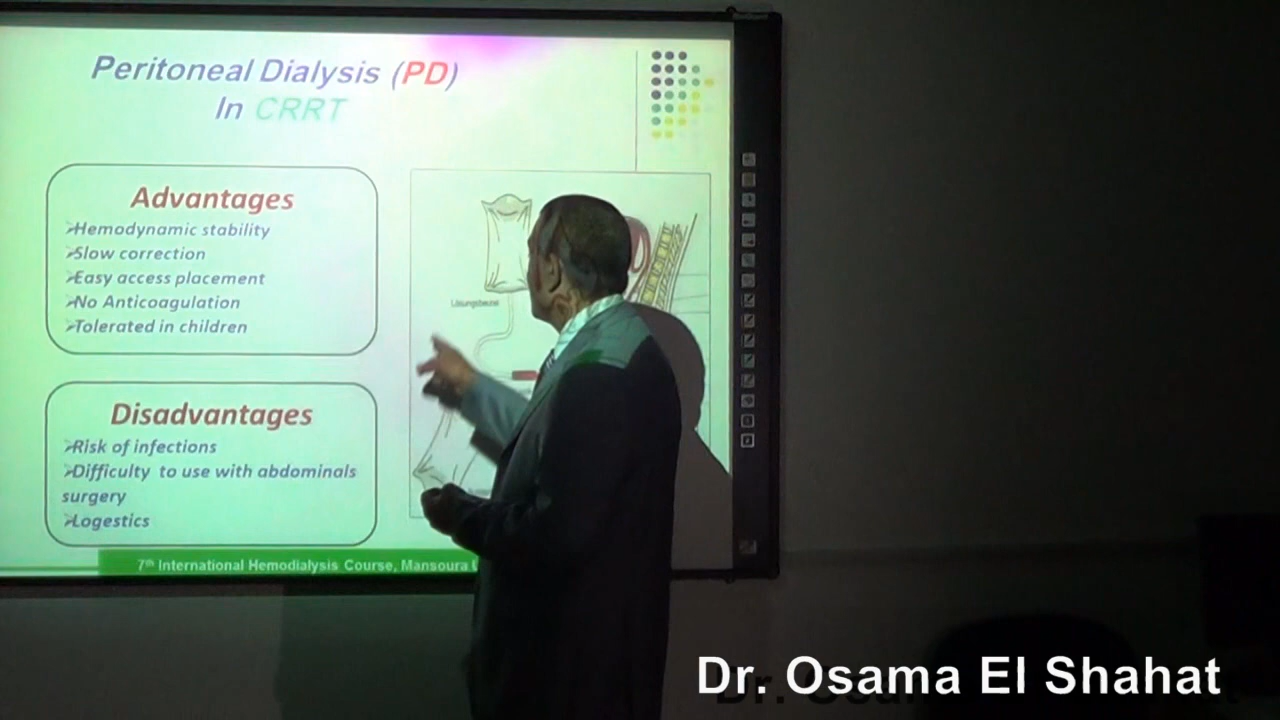 Peritoneal Dialysis (PD)
In CRRT
Advantages
➢Hemodynamic stability
➢Slow correction
➢Easy access placement
➢No Anticoagulation
➢Tolerated in children
Disadvantages
➢Risk of infections
➢Difficulty to use with abdominals
surgery
➢Logestics
Lösungsbeutel
7th International Hemodialysis Course, Mansoura
Dr. Osama El Shahat